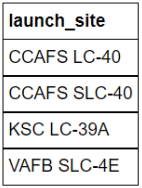 launch_site
CCAFS LC-40
CCAFS SLC-40
KSC LC-39A
VAFB SLC-4E